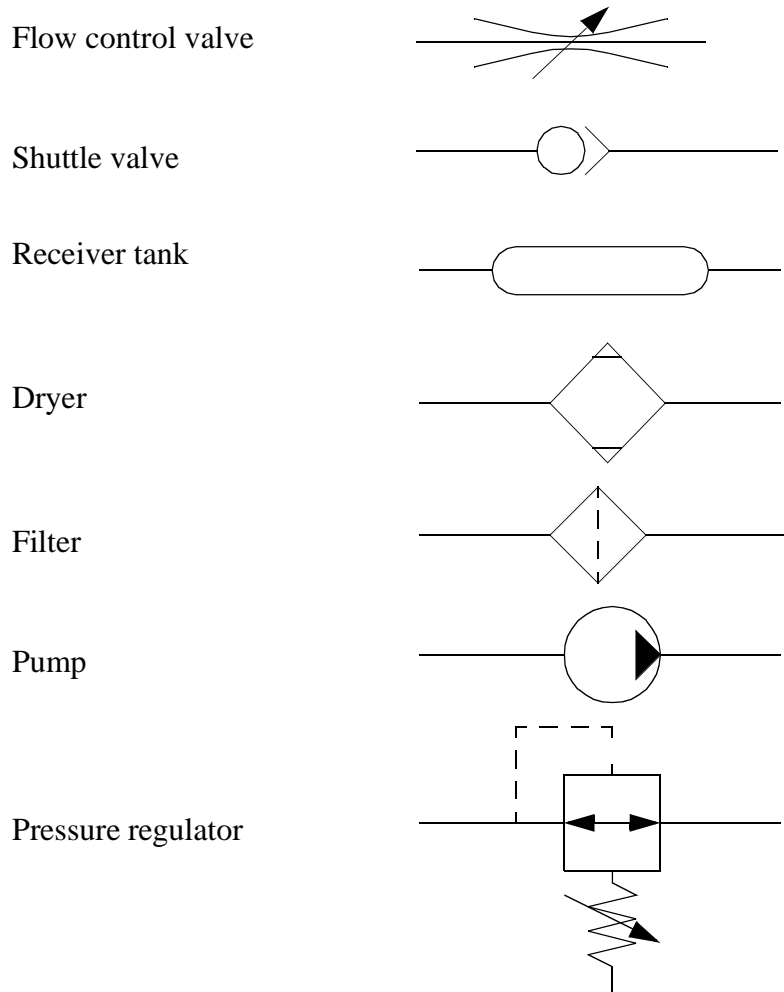 Flow control valve
Shuttle valve
Receiver tank
Dryer
Filter
Pump
Pressure regulator